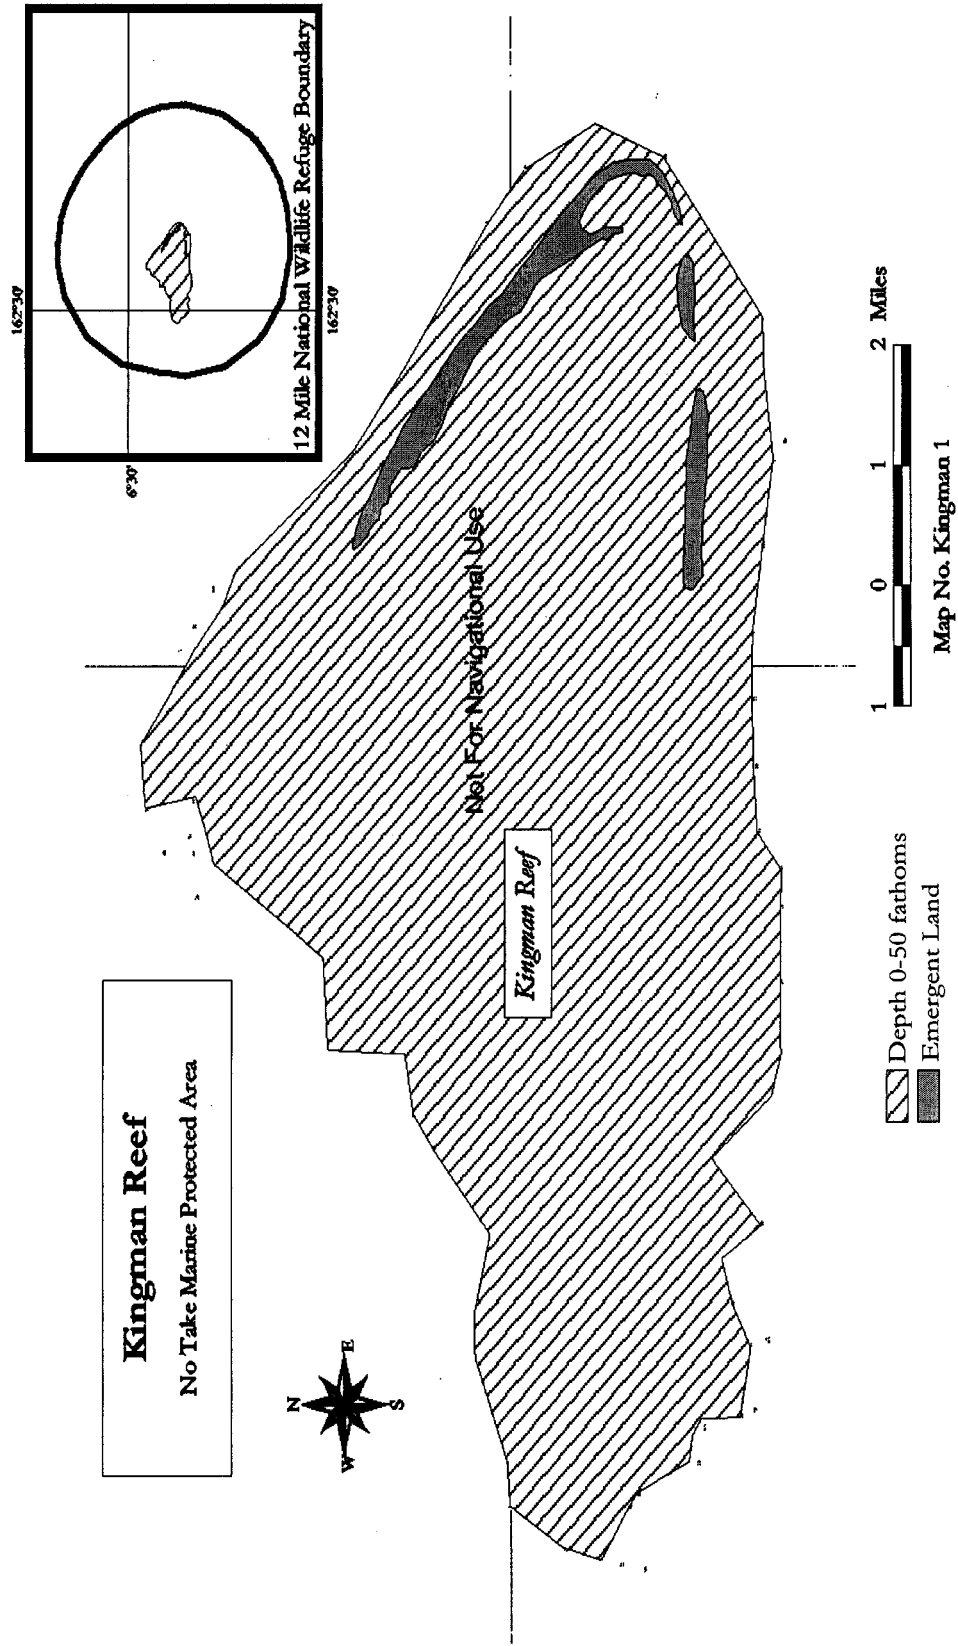 Kingman Reef
No Take Marine Protected Area
162°30'
6°30'
12 Mile National Wildlife Refuge Boundary
162°30'
N
W
E
S
Not For Navigational Use
Kingman Reef
Depth 0-50 fathoms
Emergent Land
1 0 1 2 Miles
Map No. Kingman 1